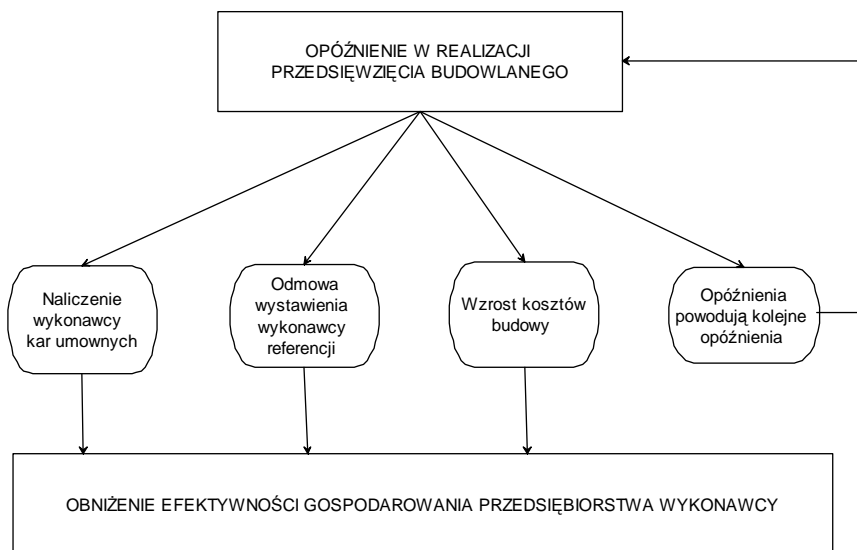 OPÓŹNIENIE W REALIZACJI
PRZEDSIĘWZIĘCIA BUDOWLANEGO
Naliczenie
wykonawcy
kar umownych
Odmowa
wystawienia
wykonawcy
referencji
Wzrost kosztów
budowy
Opóźnienia
powodują kolejne
opóźnienia
OBNIŻENIE EFEKTYWNOŚCI GOSPODAROWANIA PRZEDSIĘBIORSTWA WYKONAWCY